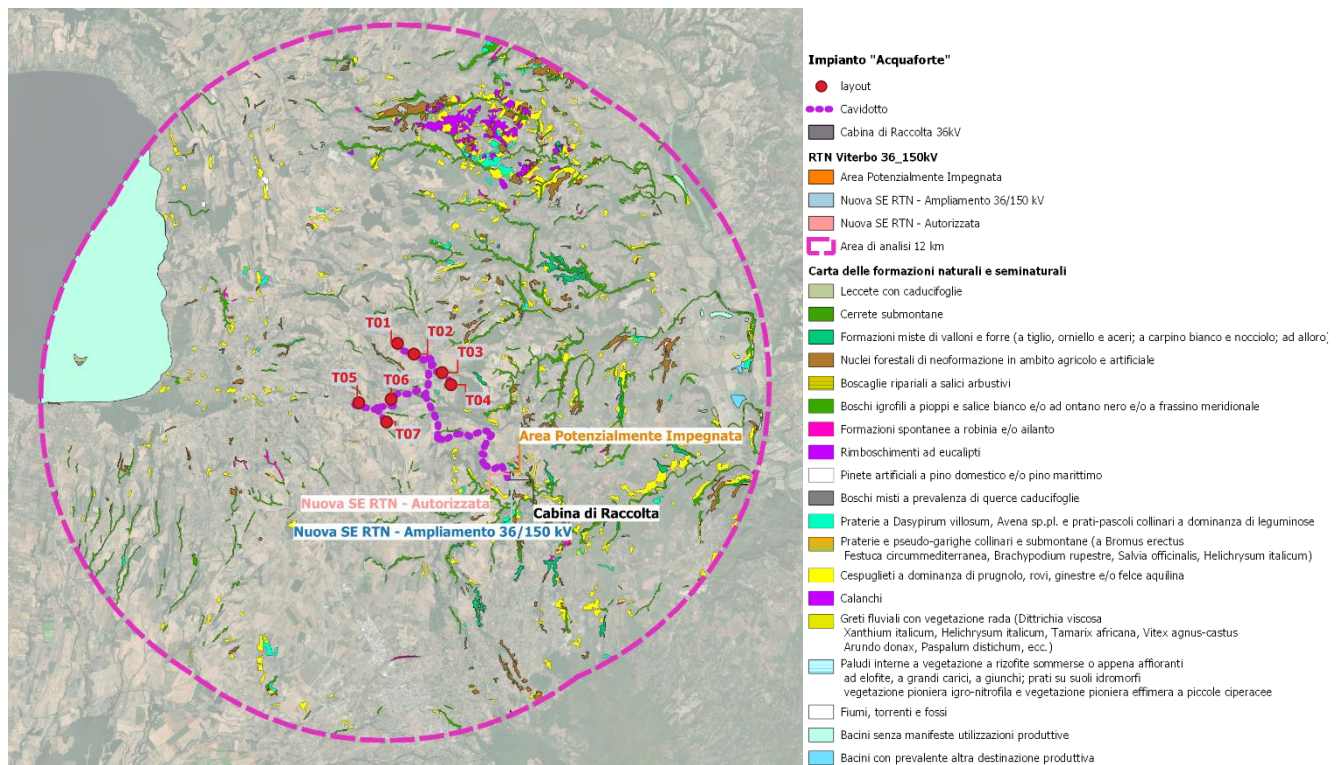 T01
T02
T03
T05
T06
T04
T07
Area Potenzialmente Impegnata
Nuova SE RTN - Autorizzata
Cabina di Raccolta
Nuova SE RTN - Ampliamento 36/150 kV
Impianto "Acquaforte"
layout
Cavidotto
Cabina di Raccolta 36kV
RTN Viterbo 36_150kV
Area Potenzialmente Impegnata
Nuova SE RTN - Ampliamento 36/150 kV
Nuova SE RTN - Autorizzata
Area di analisi 12 km
Carta delle formazioni naturali e seminaturali
Leccete con caducifoglie
Cerrete submontane
Formazioni miste di valloni e forre (a tiglio, orniello e aceri; a carpino bianco e nocciolo; ad alloro)
Nuclei forestali di neoformazione in ambito agricolo e artificiale
Boscaglie ripariali a salici arbustivi
Boschi igrofili a pioppi e salice bianco e/o ad ontano nero e/o a frassino meridionale
Formazioni spontanee a robinia e/o ailanto
Rimboschimenti ad eucalipti
Pinete artificiali a pino domestico e/o pino marittimo
Boschi misti a prevalenza di querce caducifoglie
Praterie a Dasypirum villosum, Avena sp.pl. e prati-pascoli collinari a dominanza di leguminose
Praterie e pseudo-garighe collinari e submontane (a Bromus erectus
Festuca circummediterranea, Brachypodium rupestre, Salvia officinalis, Helichrysum italicum)
Cespuglieti a dominanza di prugnolo, rovi, ginestre e/o felce aquilina
Calanchi
Greti fluviali con vegetazione rada (Dittrichia viscosa
Xanthium italicum, Helichrysum italicum, Tamarix africana, Vitex agnus-castus
Arundo donax, Paspalum distichum, ecc.)
Paludi interne a vegetazione a rizofite sommerse o appena affioranti
ad elofite, a grandi carici, a giunchi; prati su suoli idromorfi
vegetazione pioniera igro-nitrofila e vegetazione pioniera effimera a piccole ciperacee
Fiumi, torrenti e fossi
Bacini senza manifeste utilizzazioni produttive
Bacini con prevalente altra destinazione produttiva